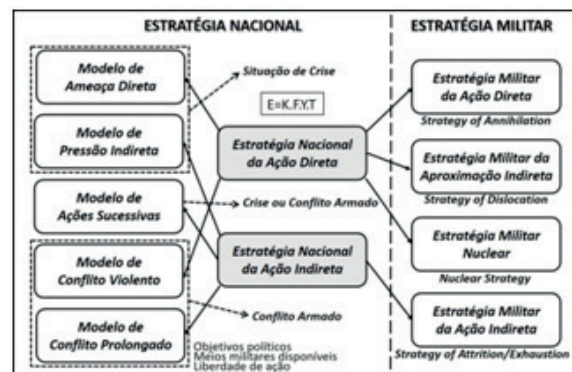 ESTRATÉGIA NACIONAL
ESTRATÉGIA MILITAR
Modelo de
Ameaça Direta
Modelo de
Pressão Indireta
Modelo de
Ações Sucessivas
Modelo de
Conflito Violento
Modelo de
Conflito Prolongado
Situação de Crise
E=K.F.Y.T
Estratégia Nacional
da Ação Direta
Crise ou Conflito Armado
Estratégia Nacional
da Ação Indireta
Conflito Armado
Objetivos políticos
Meios militares disponíveis
Liberdade de ação
Estratégia Militar
da Ação Direta
Strategy of Annihilation
Estratégia Militar da
Aproximação Indireta
Strategy of Dislocation
Estratégia Militar
Nuclear
Nuclear Strategy
Estratégia Militar
da Ação Indireta
Strategy of Attrition/Exhaustion